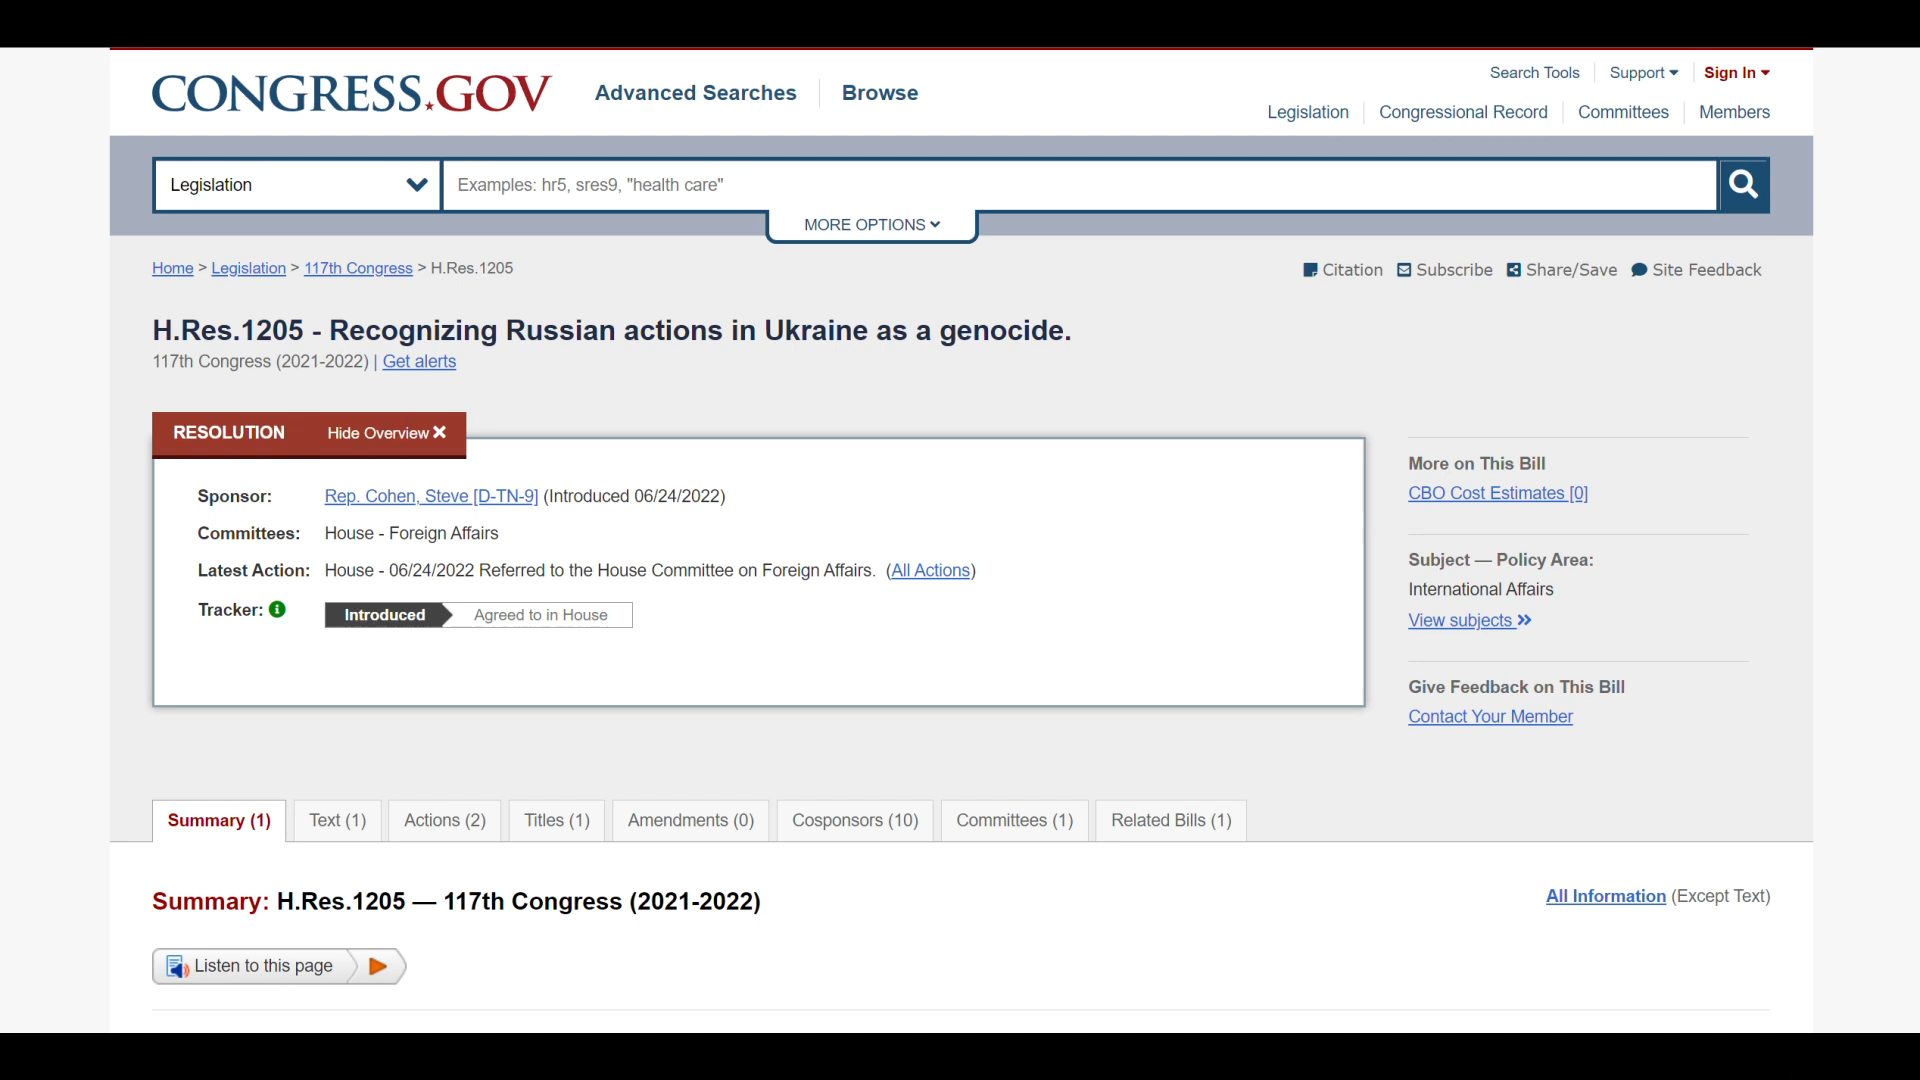 CONGRESS.GOV
Advanced Searches
Browse
Search Tools
Support
Sign In
Legislation
Congressional Record
Committees
Members
Legislation
Examples: hr5, sres9, "health care"
MORE OPTIONS
Home > Legislation > 117th Congress > H.Res.1205
Citation
Subscribe
Share/Save
Site Feedback
H.Res.1205 - Recognizing Russian actions in Ukraine as a genocide.
117th Congress (2021-2022) | Get alerts
RESOLUTION
Hide Overview
Sponsor: Rep. Cohen, Steve [D-TN-9] (Introduced 06/24/2022)
Committees: House - Foreign Affairs
Latest Action: House - 06/24/2022 Referred to the House Committee on Foreign Affairs. (All Actions)
Tracker:
Introduced
Agreed to in House
More on This Bill
CBO Cost Estimates [0]
Subject — Policy Area:
International Affairs
View subjects
Give Feedback on This Bill
Contact Your Member
Summary (1)
Text (1)
Actions (2)
Titles (1)
Amendments (0)
Cosponsors (10)
Committees (1)
Related Bills (1)
Summary: H.Res.1205 — 117th Congress (2021-2022)
All Information (Except Text)
Listen to this page